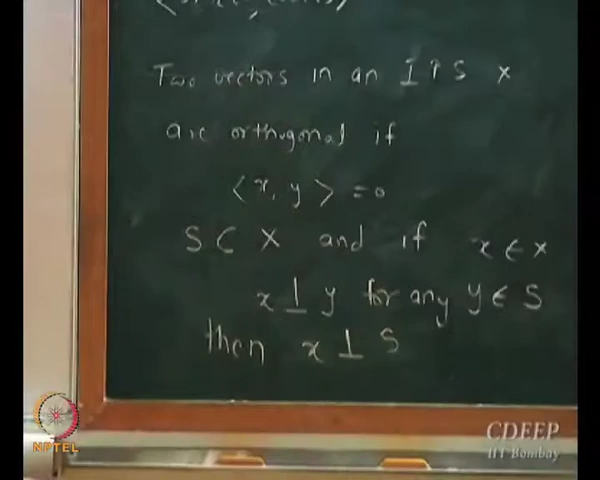 Two vectors in an IPS X
are orthogonal if
⟨x, y⟩ = 0
S ⊂ X and if x ∈ X
x ⊥ y for any y ∈ S
then x ⊥ S
NPTEL
CDEEP
IIT Bombay